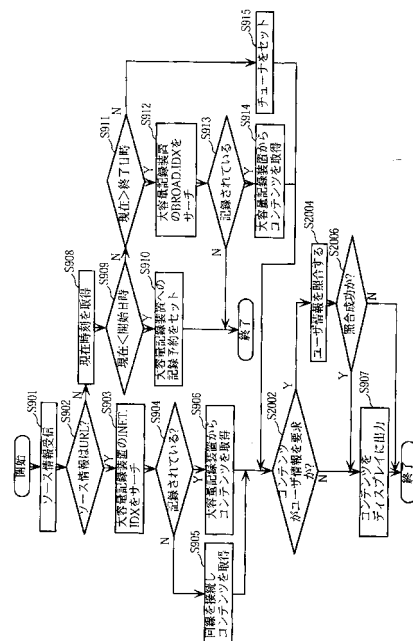 開始
S901
ソース情報受信
S902
ソース情報はURL?
Y
N
S903
大容量記録装置のINET.
IDXをサーチ
S904
記録されている?
N
Y
S905
回線を接続し
コンテンツを取得
S906
大容量記録装置から
コンテンツを取得
S908
現在時刻を取得
S909
現在<開始日時
N
Y
S910
大容量記録装置への
記録予約をセット
S911
現在>終了日時
N
Y
S912
大容量記録装置
のBROAD.IDXを
サーチ
S913
記録されている
N
Y
終了
S914
大容量記録装置から
コンテンツを取得
S915
チューナをセット
S2002
コンテンツ
がユーザ情報を要求
か?
Y
N
S2004
ユーザ情報を照合する
S2006
照合成功か?
Y
N
S907
コンテンツを
ディスプレイに出力
終了